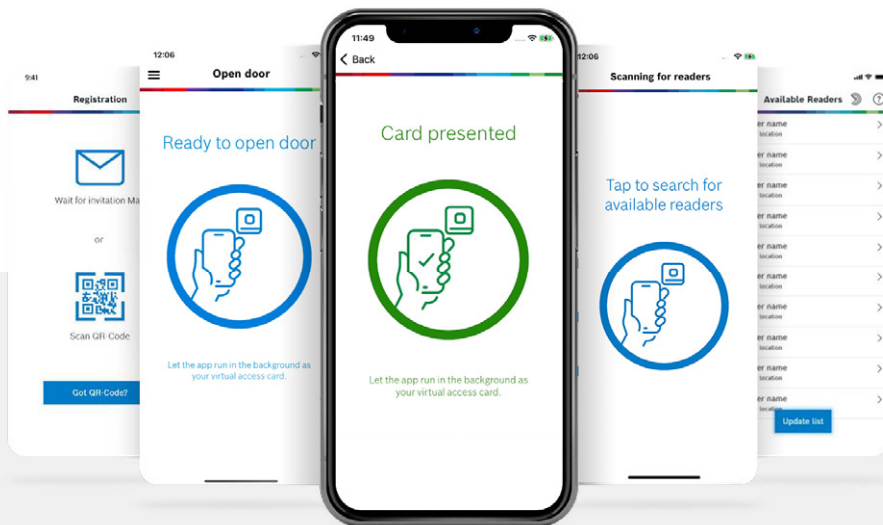 9:41
Registration
Wait for invitation Ma
or
Scan QR-Code
Got QR-Code?
12:06
Open door
Ready to open door
Let the app run in the background as
your virtual access card.
11:49
Back
Card presented
Let the app run in the background as
your virtual access card.
12:06
Scanning for readers
Tap to search for
available readers
Available Readers
er name
location
er name
location
er name
location
er name
location
er name
location
er name
location
er name
location
er name
location
er name
location
er name
location
Update list